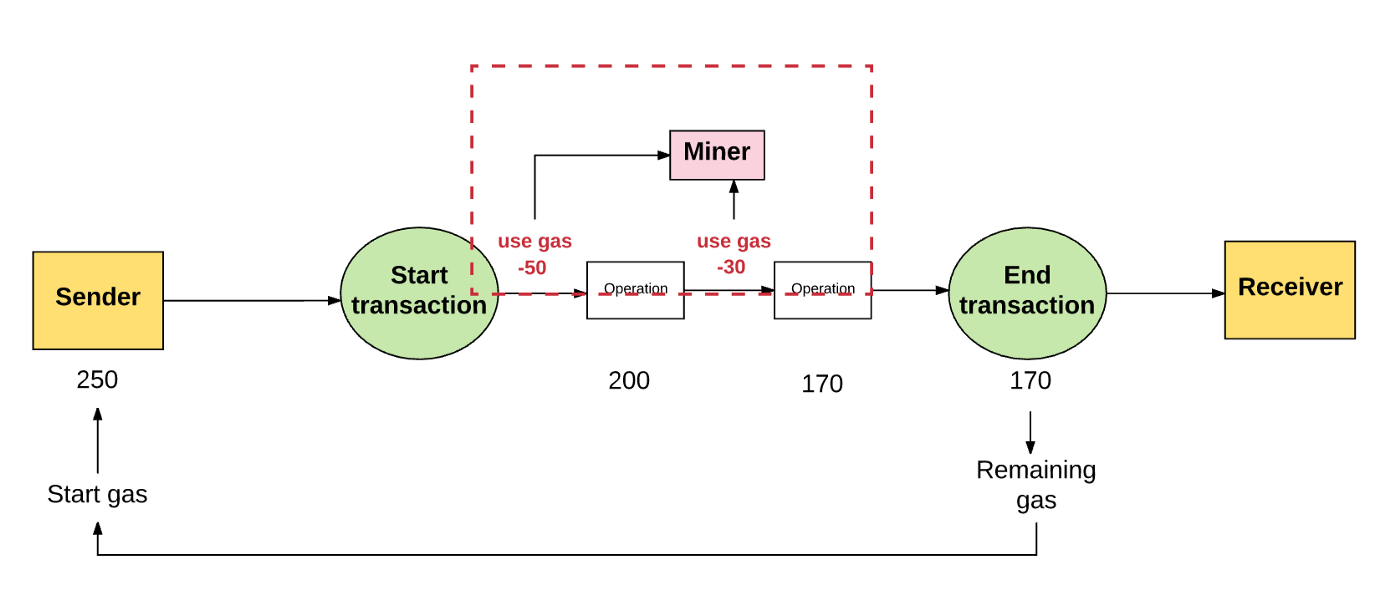 Miner
use gas
-50
use gas
-30
Sender
Start
transaction
Operation
Operation
End
transaction
Receiver
250
200
170
170
Start gas
Remaining
gas